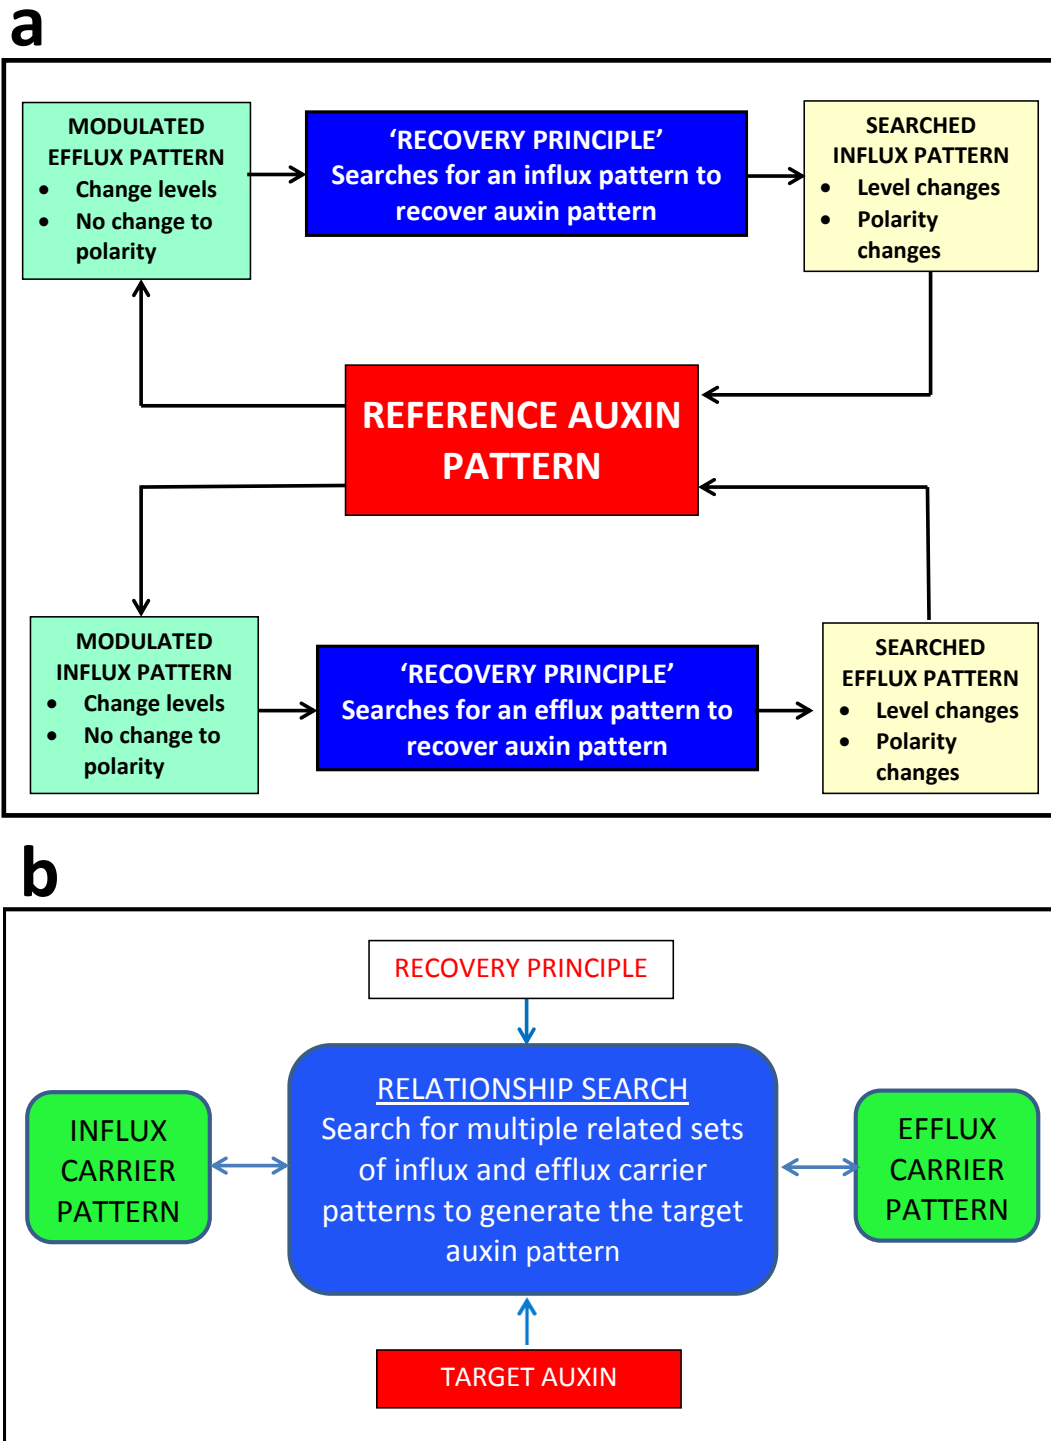 a
MODULATED
EFFLUX PATTERN
• Change levels
• No change to
polarity
‘RECOVERY PRINCIPLE’
Searches for an influx pattern to
recover auxin pattern
SEARCHED
INFLUX PATTERN
• Level changes
• Polarity
changes
REFERENCE AUXIN
PATTERN
MODULATED
INFLUX PATTERN
• Change levels
• No change to
polarity
‘RECOVERY PRINCIPLE’
Searches for an efflux pattern to
recover auxin pattern
SEARCHED
EFFLUX PATTERN
• Level changes
• Polarity
changes
b
RECOVERY PRINCIPLE
INFLUX
CARRIER
PATTERN
RELATIONSHIP SEARCH
Search for multiple related sets
of influx and efflux carrier
patterns to generate the target
auxin pattern
EFFLUX
CARRIER
PATTERN
TARGET AUXIN